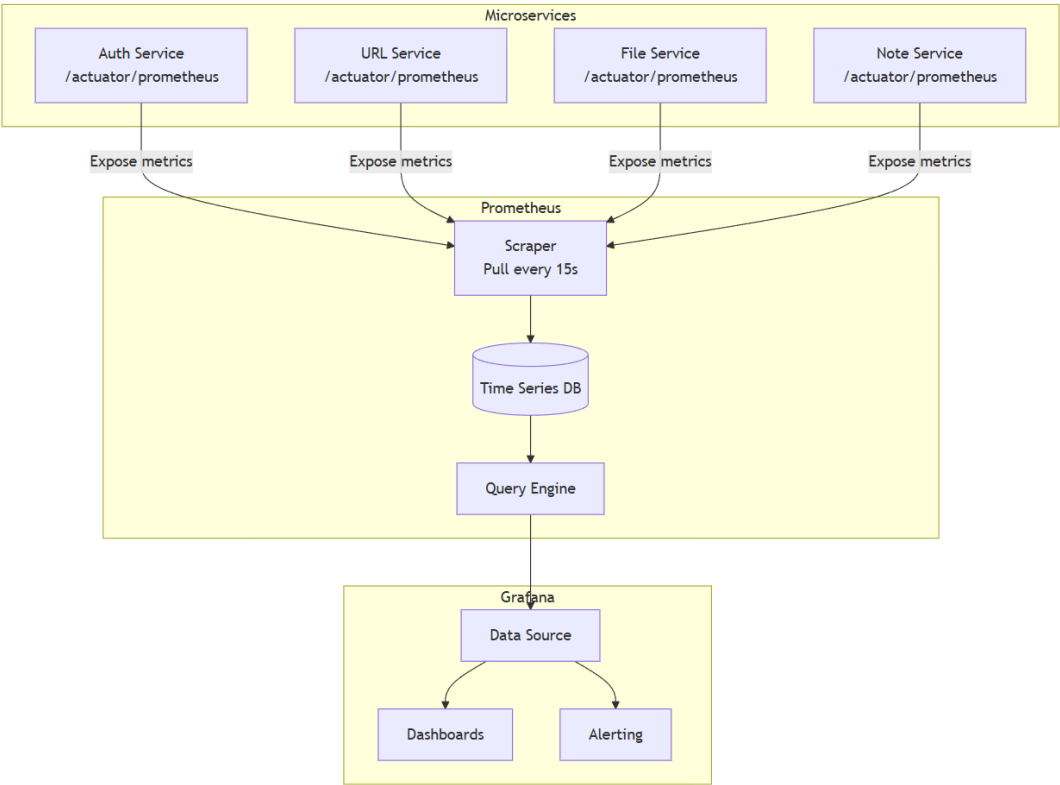 Microservices
Auth Service
/actuator/prometheus
URL Service
/actuator/prometheus
File Service
/actuator/prometheus
Note Service
/actuator/prometheus
Expose metrics
Expose metrics
Expose metrics
Expose metrics
Prometheus
Scraper
Pull every 15s
Time Series DB
Query Engine
Grafana
Data Source
Dashboards
Alerting